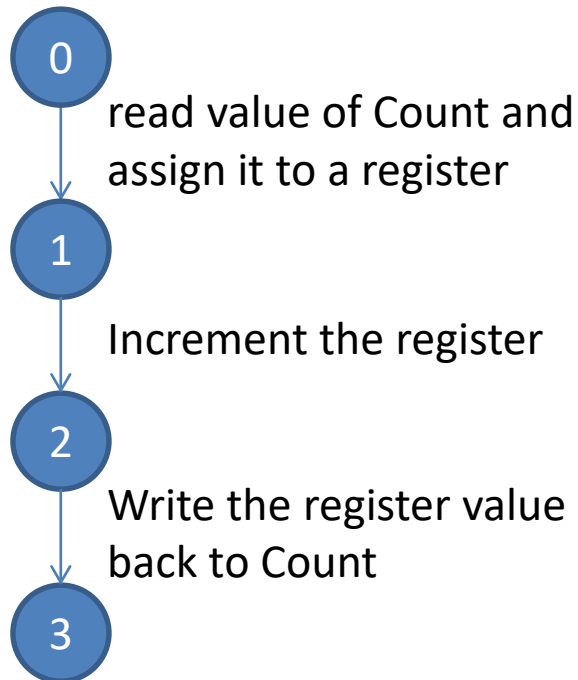 0
read value of Count and
assign it to a register
1
Increment the register
2
Write the register value
back to Count
3